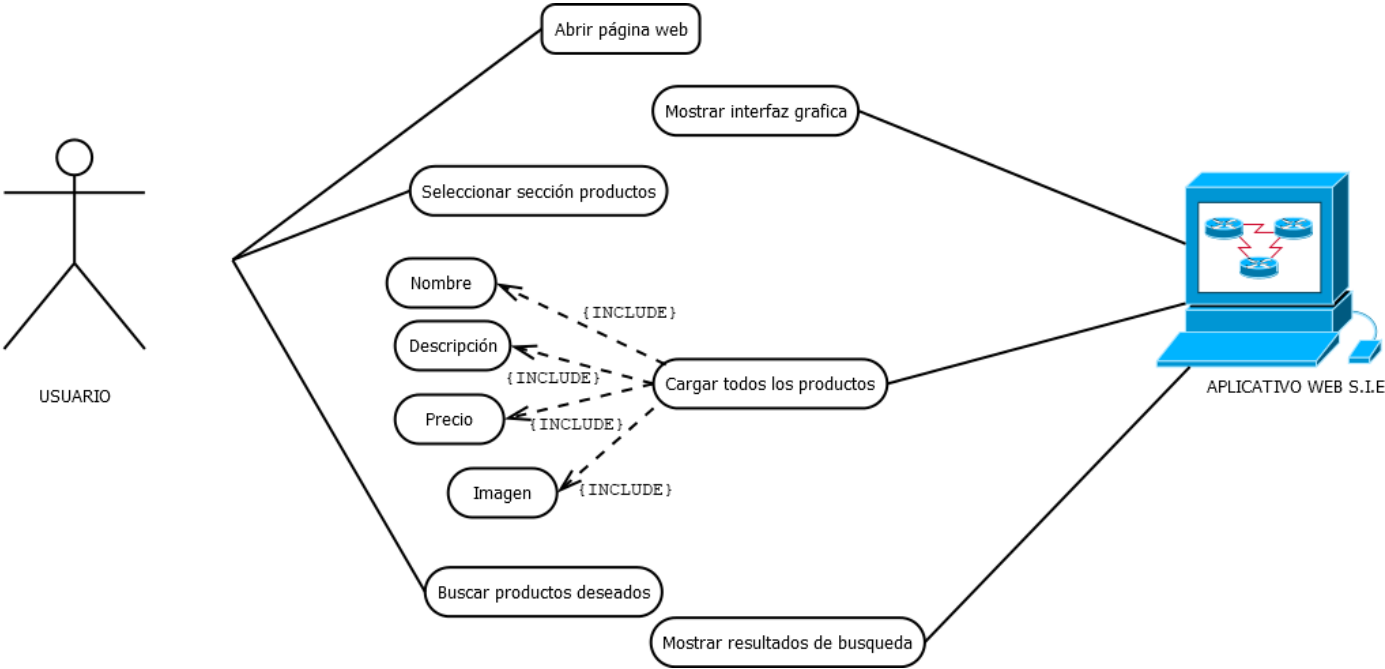 Abrir página web
Mostrar interfaz grafica
Seleccionar sección productos
Nombre
{INCLUDE}
Descripción
{INCLUDE}
Cargar todos los productos
APLICATIVO WEB S.I.E
USUARIO
Precio
{INCLUDE}
Imagen
{INCLUDE}
Buscar productos deseados
Mostrar resultados de busqueda